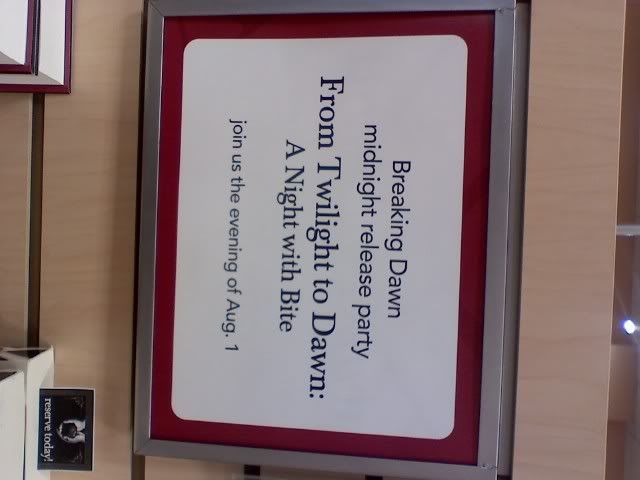 Breaking Dawn
midnight release party
From Twilight to Dawn:
A Night with Bite
join us the evening of Aug. 1
reserve today!